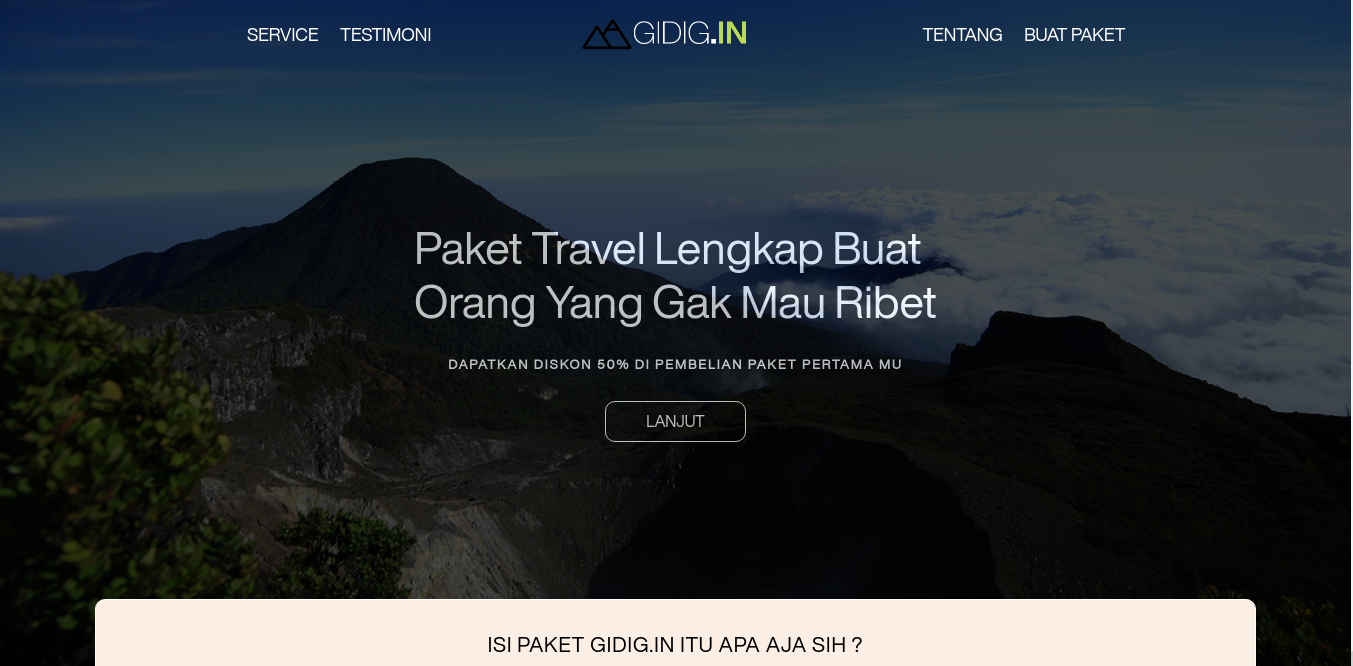 SERVICE TESTIMONI GIDIG.IN TENTANG BUAT PAKET
Paket Travel Lengkap Buat
Orang Yang Gak Mau Ribet
DAPATKAN DISKON 50% DI PEMBELIAN PAKET PERTAMA MU
LANJUT
ISI PAKET GIDIG.IN ITU APA AJA SIH ?